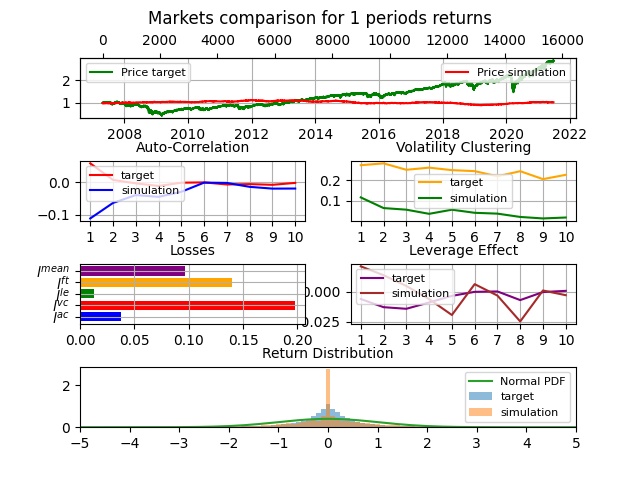 Markets comparison for 1 periods returns
0 2000 4000 6000 8000 10000 12000 14000 16000
Price target
Price simulation
2
1
2008 2010 2012 2014 2016 2018 2020 2022
Auto-Correlation
Volatility Clustering
0.0
−0.1
target
simulation
1 2 3 4 5 6 7 8 9 10
0.2
0.1
target
simulation
1 2 3 4 5 6 7 8 9 10
Losses
Leverage Effect
l^mean
l^ft
l^le
l^vc
l^ac
0.00 0.05 0.10 0.15 0.20
0.000
0.025
target
simulation
1 2 3 4 5 6 7 8 9 10
Return Distribution
2
0
Normal PDF
target
simulation
−5 −4 −3 −2 −1 0 1 2 3 4 5